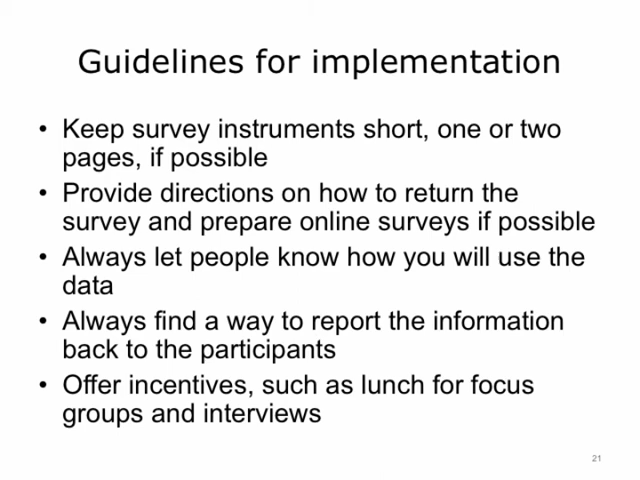 Guidelines for implementation
• Keep survey instruments short, one or two
pages, if possible
• Provide directions on how to return the
survey and prepare online surveys if possible
• Always let people know how you will use the
data
• Always find a way to report the information
back to the participants
• Offer incentives, such as lunch for focus
groups and interviews
21